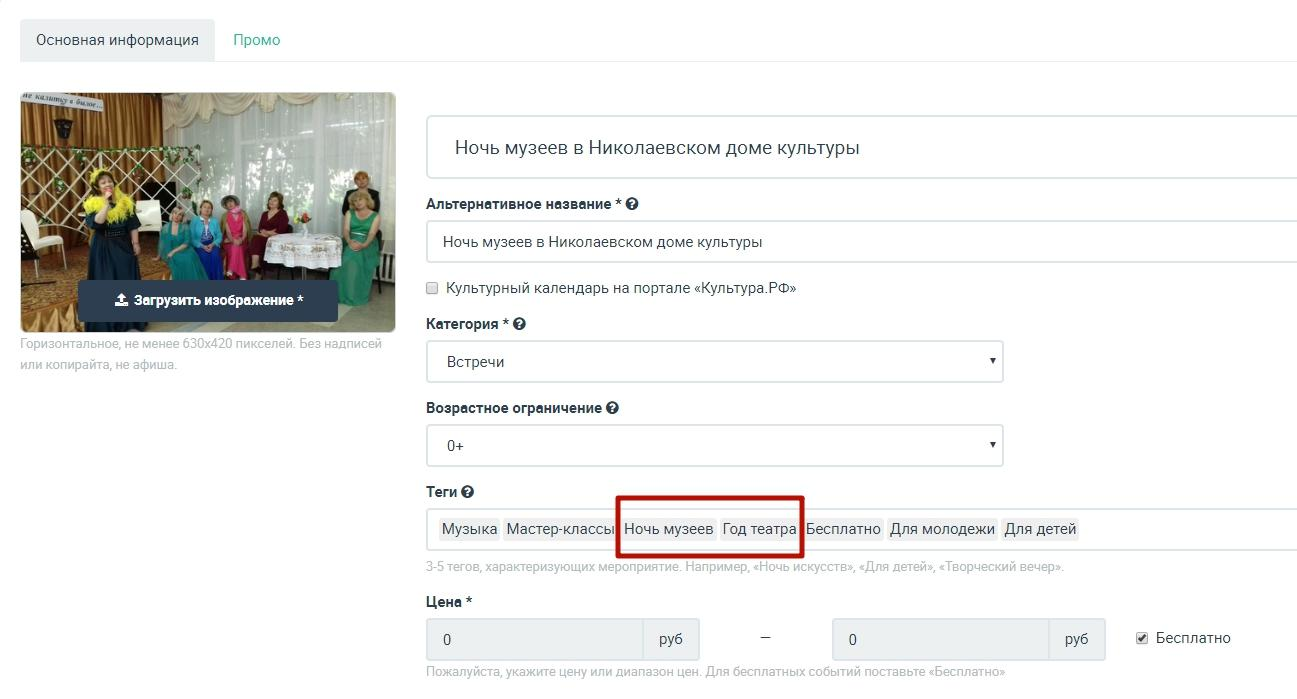 Основная информация
Промо
не калитку в былое...
Загрузить изображение *
Горизонтальное, не менее 630х420 пикселей. Без надписей
или копирайта, не афиша.
Ночь музеев в Николаевском доме культуры
Альтернативное название *
Ночь музеев в Николаевском доме культуры
Культурный календарь на портале «Культура.РФ»
Категория *
Встречи
Возрастное ограничение
0+
Теги
Музыка Мастер-классы Ночь музеев Год театра Бесплатно Для молодежи Для детей
3-5 тегов, характеризующих мероприятие. Например, «Ночь искусств», «Для детей», «Творческий вечер».
Цена *
0 руб — 0 руб Бесплатно
Пожалуйста, укажите цену или диапазон цен. Для бесплатных событий поставьте «Бесплатно»